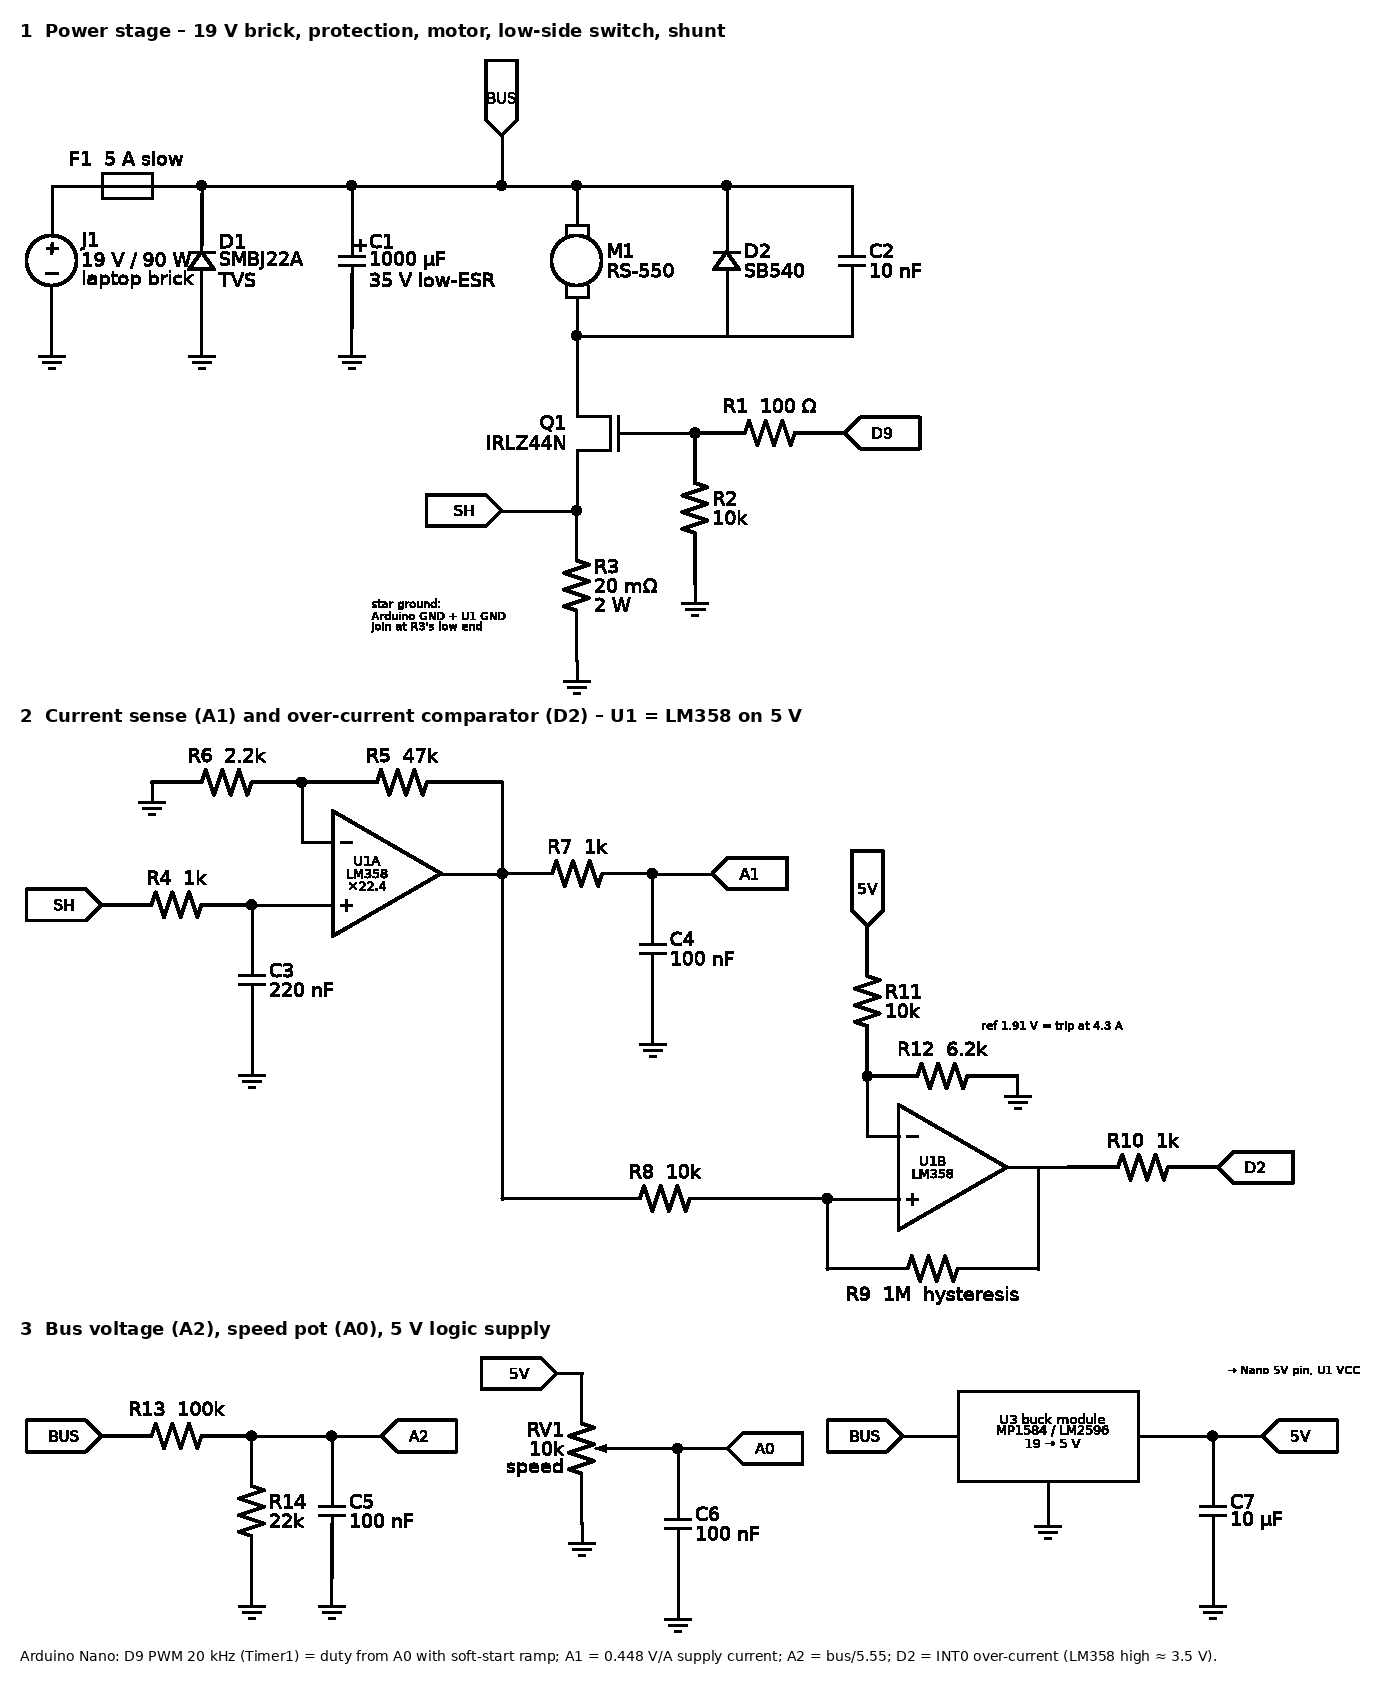 1 Power stage – 19 V brick, protection, motor, low-side switch, shunt
BUS
F1 5 A slow
J1
19 V / 90 W
laptop brick
+
−
D1
SMBJ22A
TVS
+
C1
1000 µF
35 V low-ESR
M1
RS-550
D2
SB540
C2
10 nF
Q1
IRLZ44N
R1 100 Ω
D9
SH
R2
10k
R3
20 mΩ
2 W
star ground:
Arduino GND + U1 GND
join at R3's low end
2 Current sense (A1) and over-current comparator (D2) – U1 = LM358 on 5 V
R6 2.2k
R5 47k
−
U1A
LM358
×22.4
+
R7 1k
A1
SH
R4 1k
C3
220 nF
C4
100 nF
5V
R11
10k
ref 1.91 V = trip at 4.3 A
R12 6.2k
−
U1B
LM358
+
R10 1k
D2
R8 10k
R9 1M hysteresis
3 Bus voltage (A2), speed pot (A0), 5 V logic supply
BUS
R13 100k
A2
R14
22k
C5
100 nF
5V
RV1
10k
speed
A0
C6
100 nF
→ Nano 5V pin, U1 VCC
BUS
U3 buck module
MP1584 / LM2596
19 → 5 V
5V
C7
10 µF
Arduino Nano: D9 PWM 20 kHz (Timer1) = duty from A0 with soft-start ramp; A1 = 0.448 V/A supply current; A2 = bus/5.55; D2 = INT0 over-current (LM358 high ≈ 3.5 V).